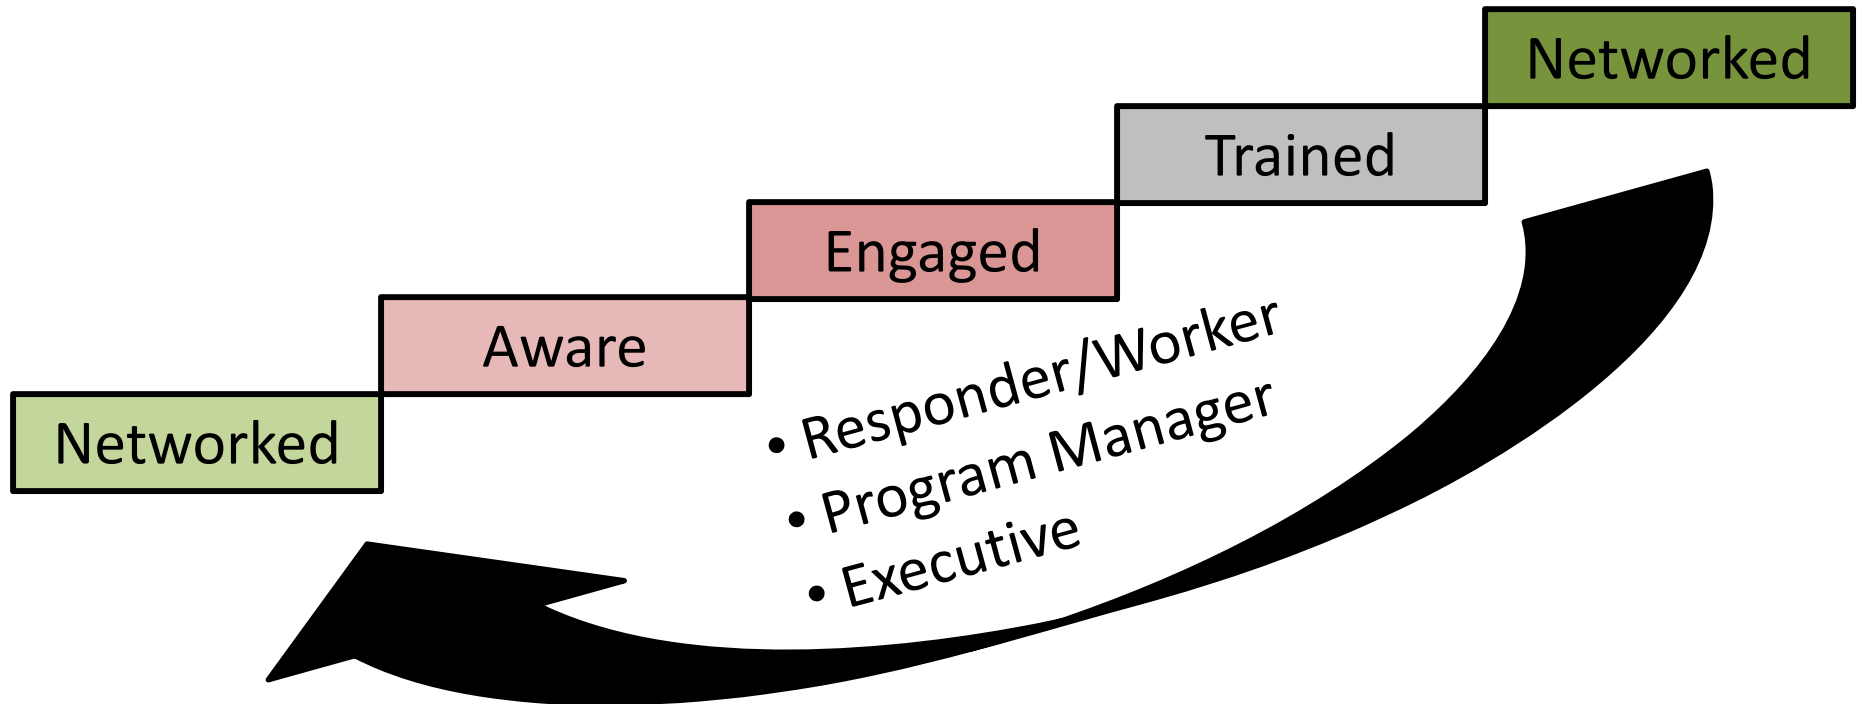 Networked
Trained
Engaged
Aware
Networked
• Responder/Worker
• Program Manager
• Executive